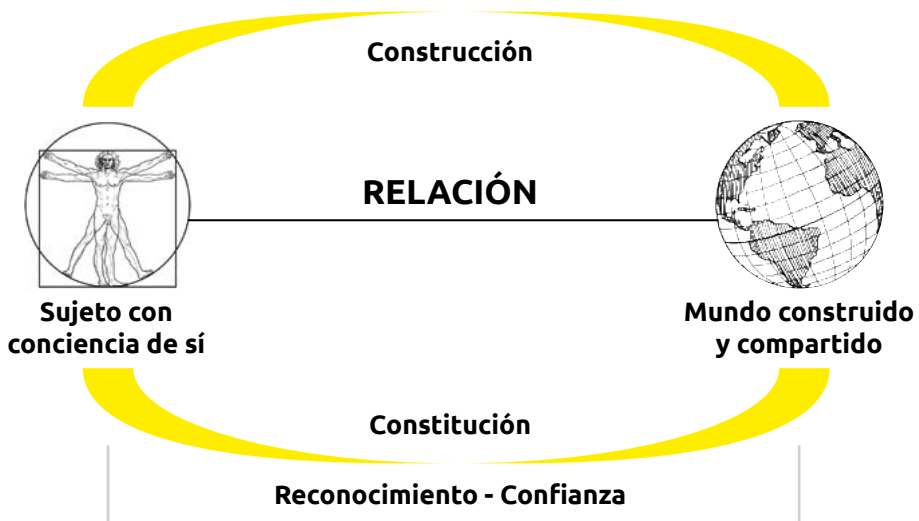 Construcción
RELACIÓN
Sujeto con
conciencia de sí
Mundo construido
y compartido
Constitución
Reconocimiento - Confianza